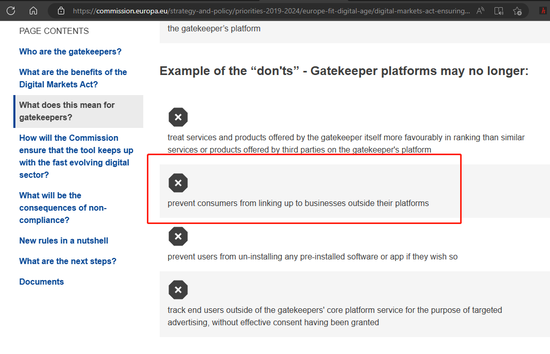 https://commission.europa.eu/strategy-and-policy/priorities-2019-2024/europe-fit-digital-age/digital-markets-act-ensuring...
PAGE CONTENTS
Who are the gatekeepers?
What are the benefits of the
Digital Markets Act?
What does this mean for
gatekeepers?
How will the Commission
ensure that the tool keeps up
with the fast evolving digital
sector?
What will be the
consequences of non-
compliance?
New rules in a nutshell
What are the next steps?
Documents
the gatekeeper's platform
Example of the “don'ts” - Gatekeeper platforms may no longer:
treat services and products offered by the gatekeeper itself more favourably in ranking than similar
services or products offered by third parties on the gatekeeper's platform
prevent consumers from linking up to businesses outside their platforms
prevent users from un-installing any pre-installed software or app if they wish so
track end users outside of the gatekeepers' core platform service for the purpose of targeted
advertising, without effective consent having been granted